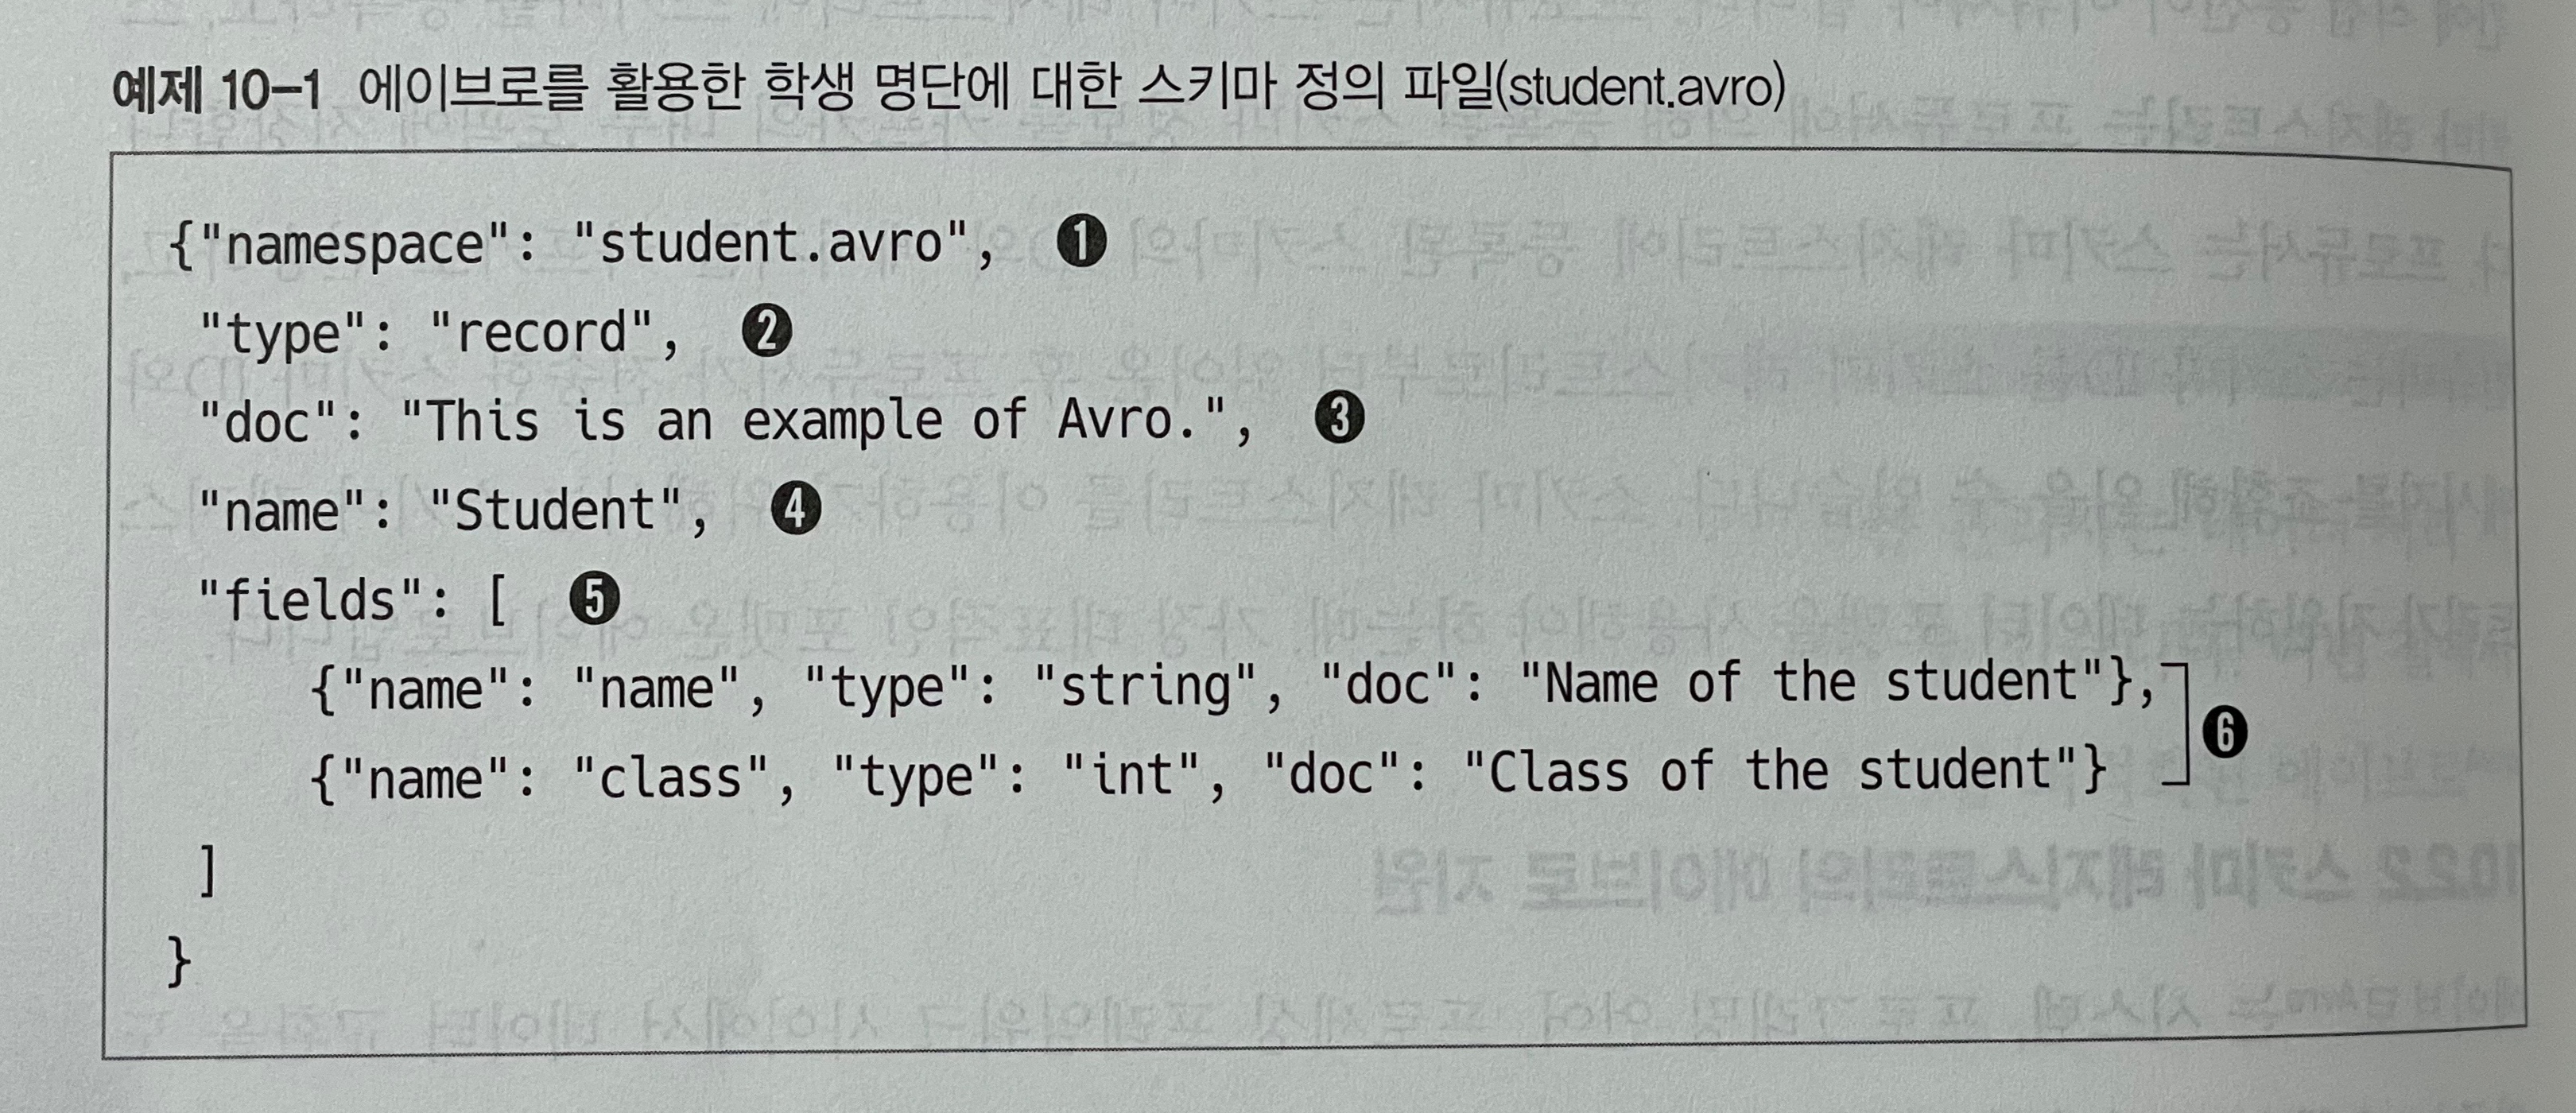 예제 10-1 에이브로를 활용한 학생 명단에 대한 스키마 정의 파일(student.avro)
{"namespace": "student.avro", ❶
"type": "record", ❷
"doc": "This is an example of Avro.", ❸
"name": "Student", ❹
"fields": [ ❺
{"name": "name", "type": "string", "doc": "Name of the student"},
{"name": "class", "type": "int", "doc": "Class of the student"} ❻
]
}